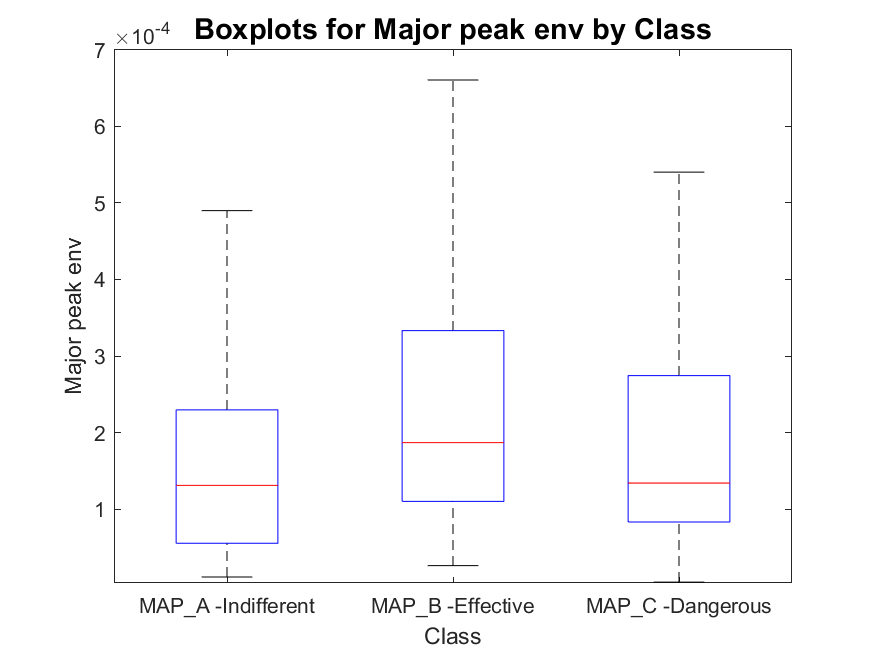 Boxplots for Major peak env by Class
×10-4
7
6
5
4
3
2
1
Major peak env
MAP_A -Indifferent
MAP_B -Effective
MAP_C -Dangerous
Class